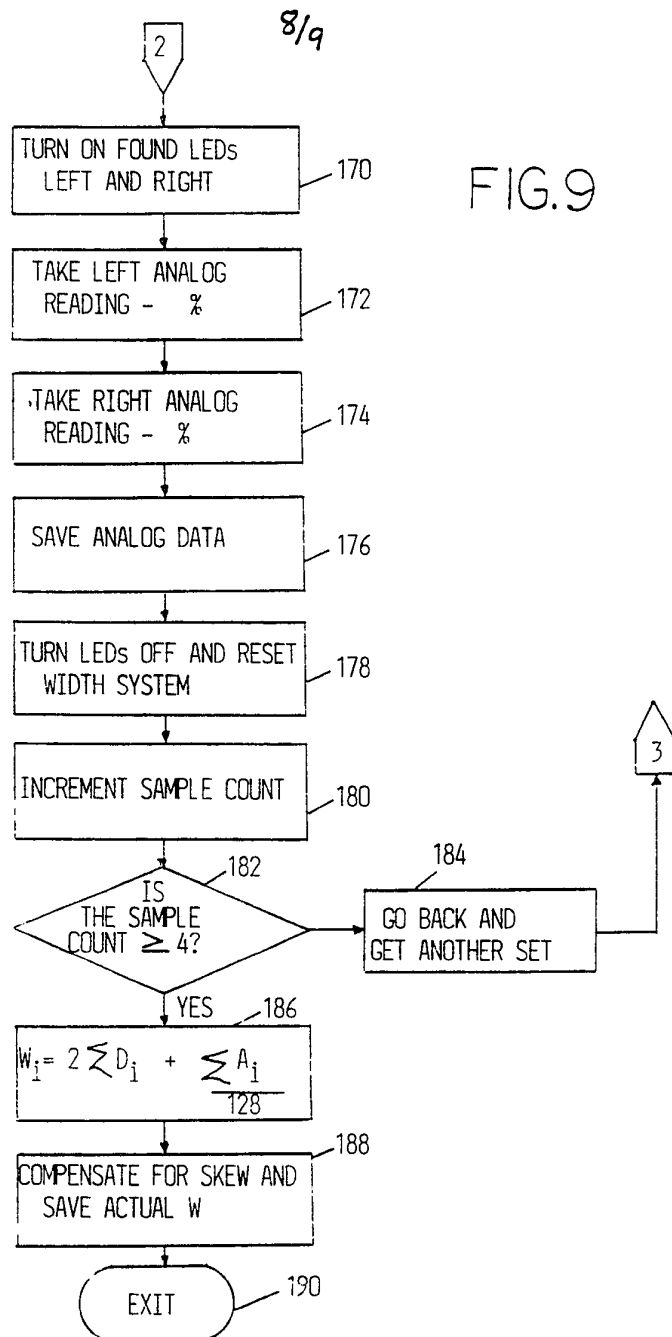 8/9
2
TURN ON FOUND LEDs
LEFT AND RIGHT
170
FIG.9
TAKE LEFT ANALOG
READING - %
172
TAKE RIGHT ANALOG
READING - %
174
SAVE ANALOG DATA
176
TURN LEDs OFF AND RESET
WIDTH SYSTEM
178
3
INCREMENT SAMPLE COUNT
180
182
IS
THE SAMPLE
COUNT ≥ 4?
184
GO BACK AND
GET ANOTHER SET
YES
186
Wi= 2 ∑ Di + ∑ Ai
128
188
COMPENSATE FOR SKEW AND
SAVE ACTUAL W
EXIT
190